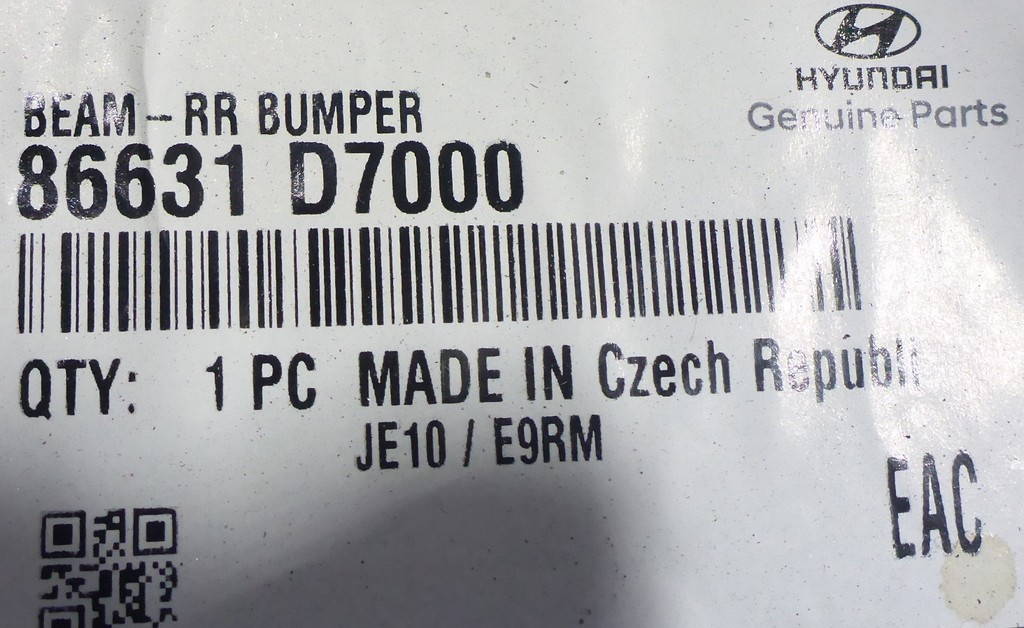 HYUNDAI
Genuine Parts
BEAM-RR BUMPER
86631 D7000
QTY: 1 PC MADE IN Czech Republi
JE10 / E9RM
EAC